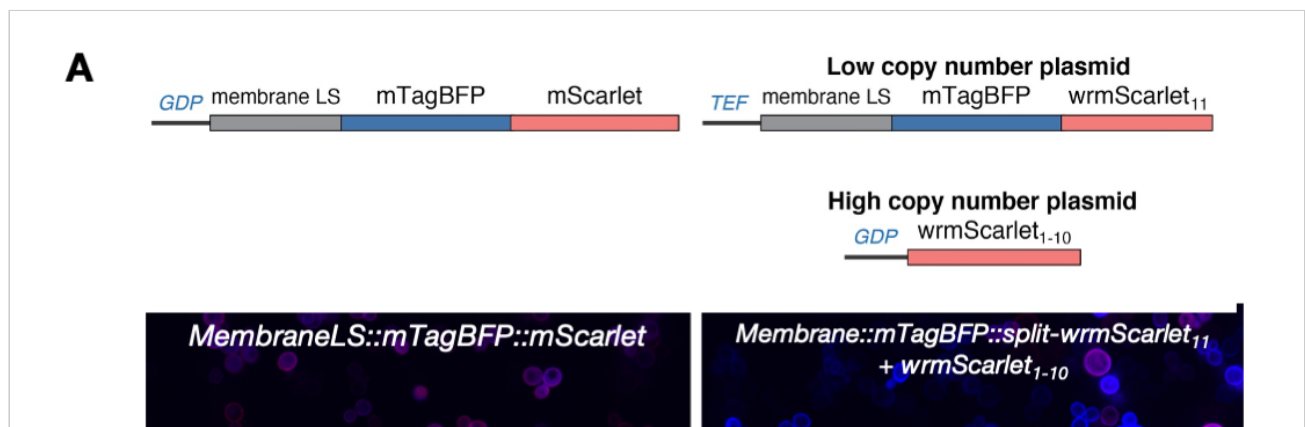 A
GDP membrane LS mTagBFP mScarlet
Low copy number plasmid
TEF membrane LS mTagBFP wrmScarlet₁₁
High copy number plasmid
GDP wrmScarlet₁₋₁₀
MembraneLS::mTagBFP::mScarlet
Membrane::mTagBFP::split-wrmScarlet₁₁
+ wrmScarlet₁₋₁₀